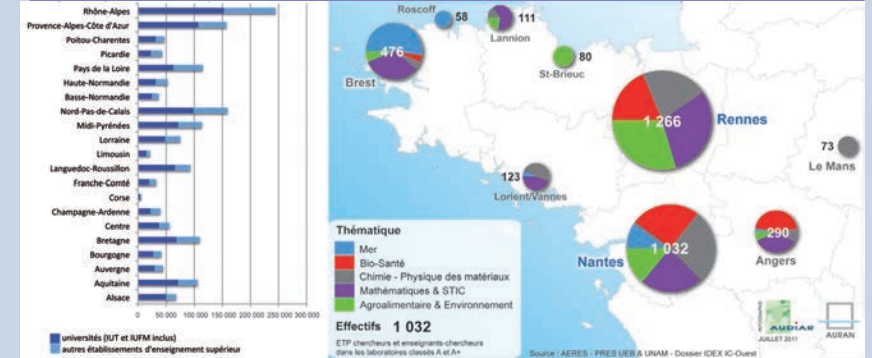 Rhône-Alpes
Provence-Alpes-Côte d'Azur
Poitou-Charentes
Picardie
Pays de la Loire
Haute-Normandie
Basse-Normandie
Nord-Pas-de-Calais
Midi-Pyrénées
Lorraine
Limousin
Languedoc-Roussillon
Franche-Comté
Corse
Champagne-Ardenne
Centre
Bretagne
Bourgogne
Auvergne
Aquitaine
Alsace
0 50 000 100 000 150 000 200 000 250 000 300 000
universités (IUT et IUFM inclus)
autres établissements d'enseignement supérieur
Roscoff
58
111
Lannion
476
Brest
80
St-Brieuc
1 266
Rennes
73
Le Mans
123
Lorient/Vannes
Nantes
1 032
290
Angers
Thématique
Mer
Bio-Santé
Chimie - Physique des matériaux
Mathématiques & STIC
Agroalimentaire & Environnement
Effectifs 1 032
ETP chercheurs et enseignants-chercheurs
dans les laboratoires classés A et A+
INFOGRAPHIE
AUDIAR
JUILLET 2011
AURAN
Source : AERES - PRES UEB & UNAM - Dossier IDEX IC-Ouest